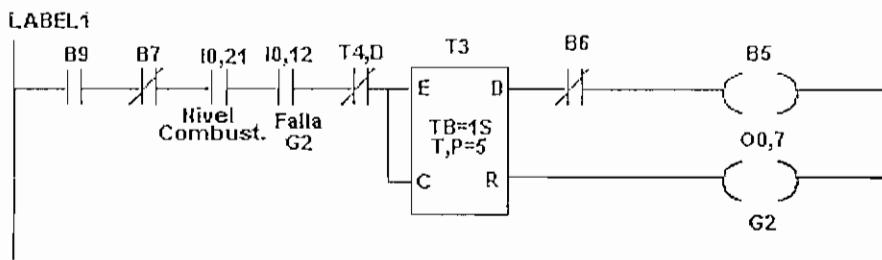 LABEL1
B9 B7 I0,21 I0,12 T4,D T3 B6 B5
E D
Nivel Combust.
Falla G2
TB=1S
T,P=5
O0,7
C R
G2